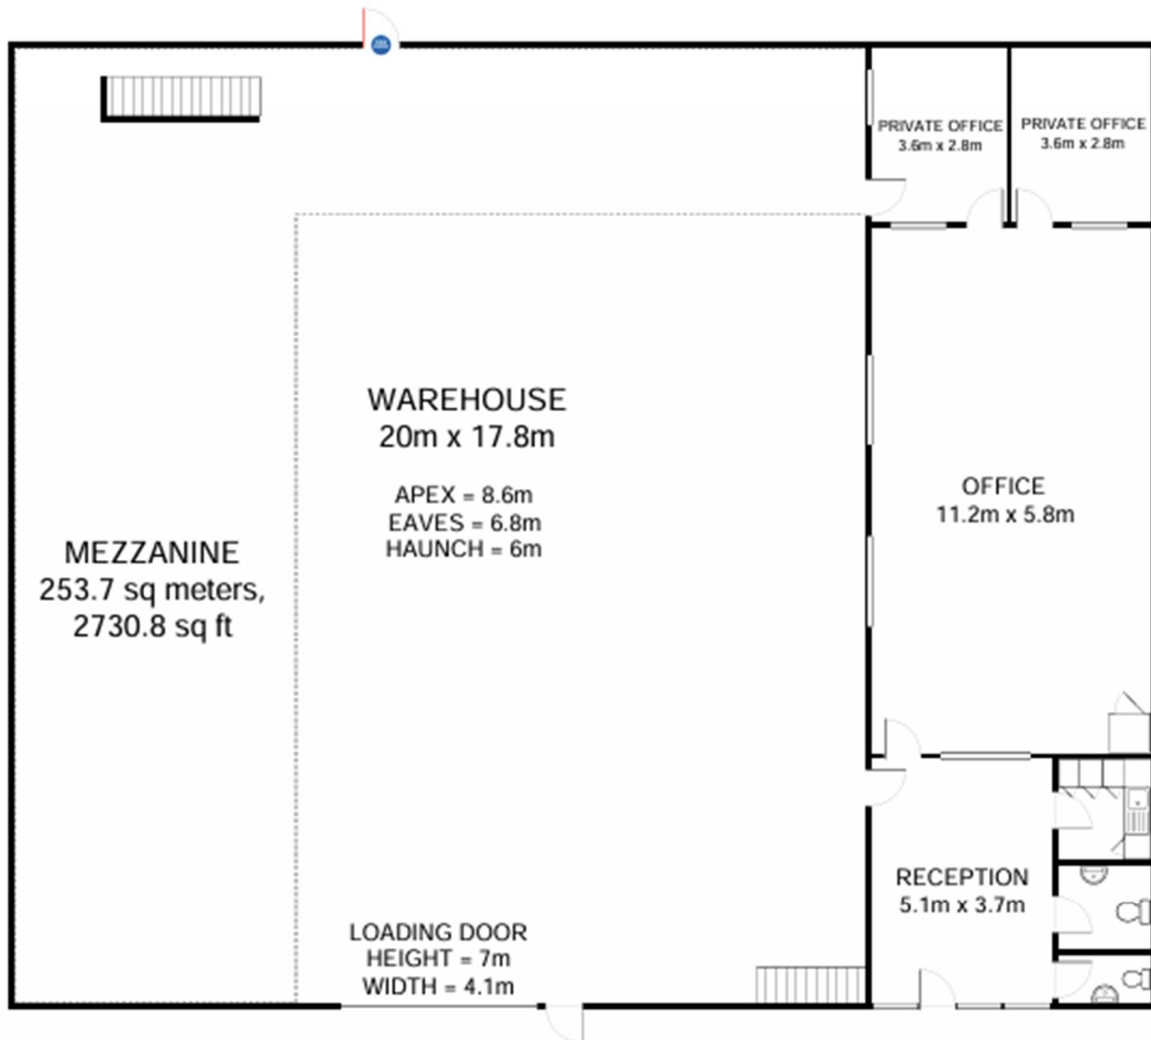 PRIVATE OFFICE
3.6m x 2.8m
PRIVATE OFFICE
3.6m x 2.8m
WAREHOUSE
20m x 17.8m
APEX = 8.6m
EAVES = 6.8m
HAUNCH = 6m
OFFICE
11.2m x 5.8m
MEZZANINE
253.7 sq meters,
2730.8 sq ft
RECEPTION
5.1m x 3.7m
LOADING DOOR
HEIGHT = 7m
WIDTH = 4.1m